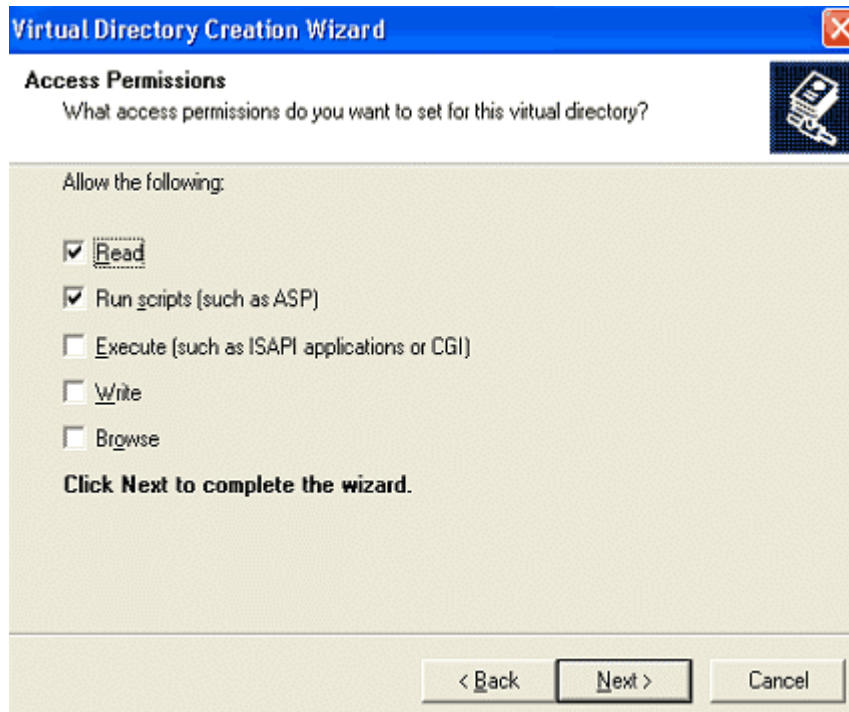 Virtual Directory Creation Wizard
Access Permissions
What access permissions do you want to set for this virtual directory?
Allow the following:
Read
Run scripts (such as ASP)
Execute (such as ISAPI applications or CGI)
Write
Browse
Click Next to complete the wizard.
< Back
Next >
Cancel